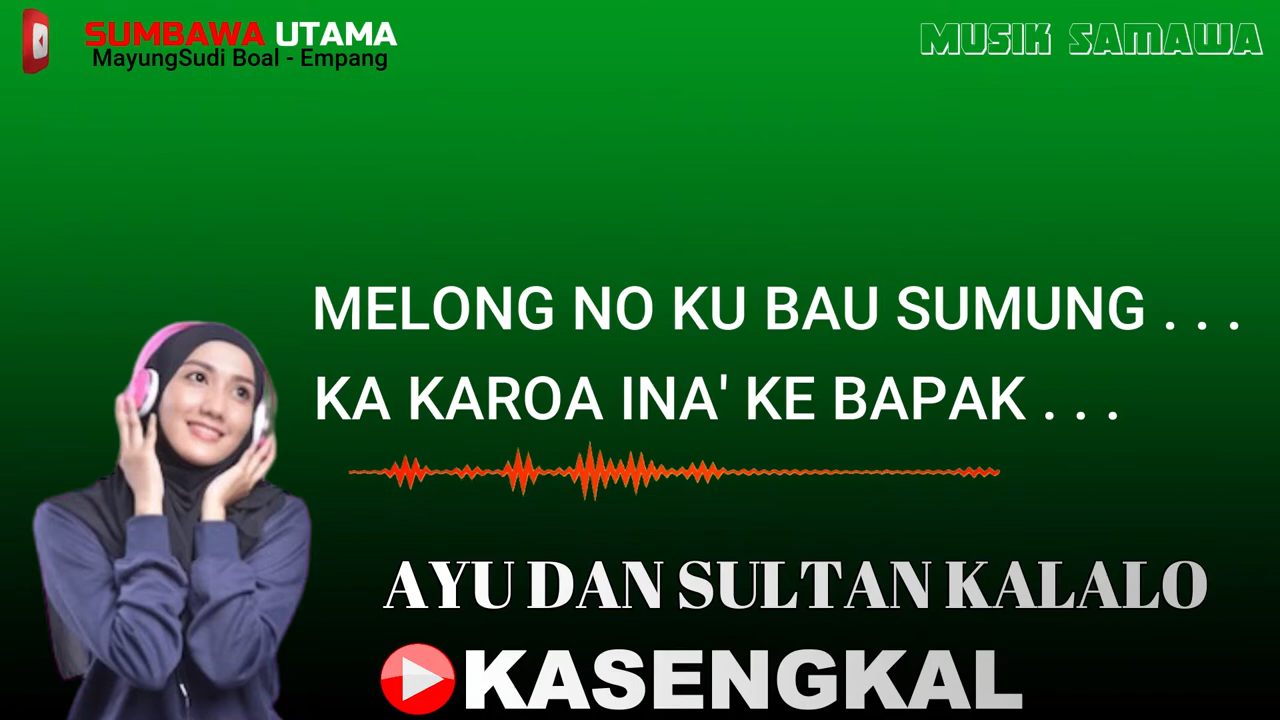 SUMBAWA UTAMA
MayungSudi Boal - Empang
MUSIK SAMAWA
MELONG NO KU BAU SUMUNG . . .
KA KAROA INA' KE BAPAK . . .
AYU DAN SULTAN KALALO
KASENGKAL